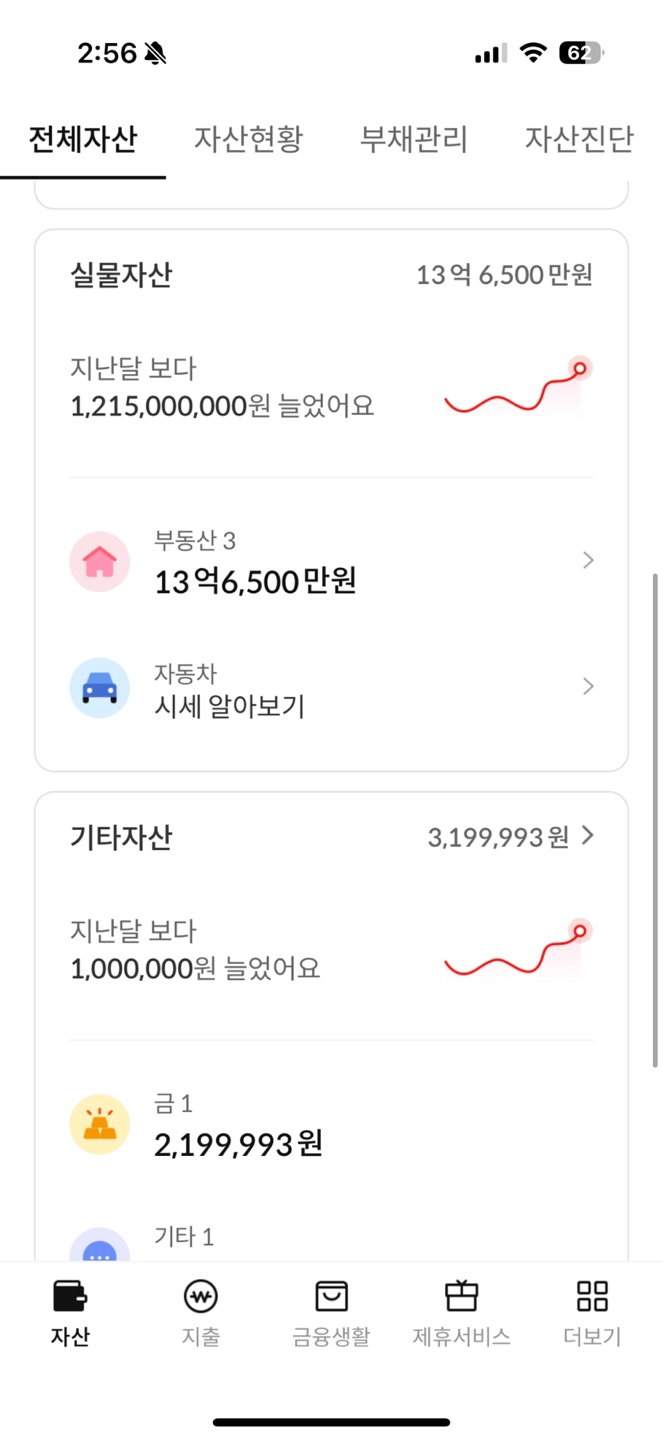 2:56
62
전체자산 자산현황 부채관리 자산진단
실물자산 13억 6,500만원
지난달 보다
1,215,000,000원 늘었어요
부동산 3
13억6,500만원
자동차
시세 알아보기
기타자산 3,199,993원
지난달 보다
1,000,000원 늘었어요
금 1
2,199,993원
기타 1
자산 지출 금융생활 제휴서비스 더보기